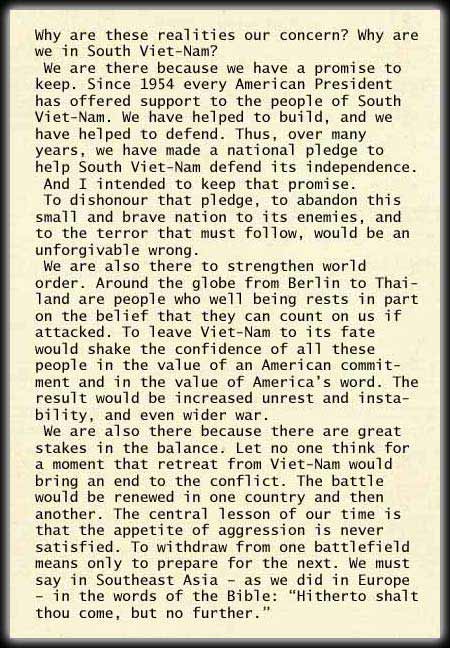 Why are these realities our concern? Why are
we in South Viet-Nam?
We are there because we have a promise to
keep. Since 1954 every American President
has offered support to the people of South
Viet-Nam. We have helped to build, and we
have helped to defend. Thus, over many
years, we have made a national pledge to
help South Viet-Nam defend its independence.
And I intended to keep that promise.
To dishonour that pledge, to abandon this
small and brave nation to its enemies, and
to the terror that must follow, would be an
unforgivable wrong.
We are also there to strengthen world
order. Around the globe from Berlin to Thai-
land are people who well being rests in part
on the belief that they can count on us if
attacked. To leave Viet-Nam to its fate
would shake the confidence of all these
people in the value of an American commit-
ment and in the value of America's word. The
result would be increased unrest and insta-
bility, and even wider war.
We are also there because there are great
stakes in the balance. Let no one think for
a moment that retreat from Viet-Nam would
bring an end to the conflict. The battle
would be renewed in one country and then
another. The central lesson of our time is
that the appetite of aggression is never
satisfied. To withdraw from one battlefield
means only to prepare for the next. We must
say in Southeast Asia – as we did in Europe
– in the words of the Bible: “Hitherto shalt
thou come, but no further.”